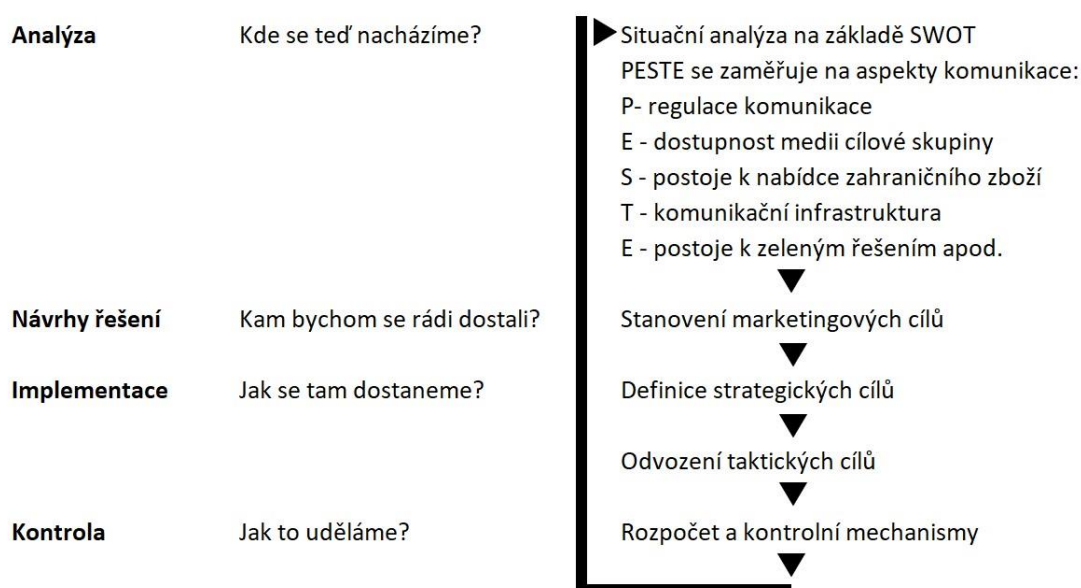 Analýza Kde se teď nacházíme? Situační analýza na základě SWOT
PESTE se zaměřuje na aspekty komunikace:
P- regulace komunikace
E - dostupnost medii cílové skupiny
S - postoje k nabídce zahraničního zboží
T - komunikační infrastruktura
E - postoje k zeleným řešením apod.
Návrhy řešení Kam bychom se rádi dostali? Stanovení marketingových cílů
Implementace Jak se tam dostaneme? Definice strategických cílů
Odvození taktických cílů
Kontrola Jak to uděláme? Rozpočet a kontrolní mechanismy